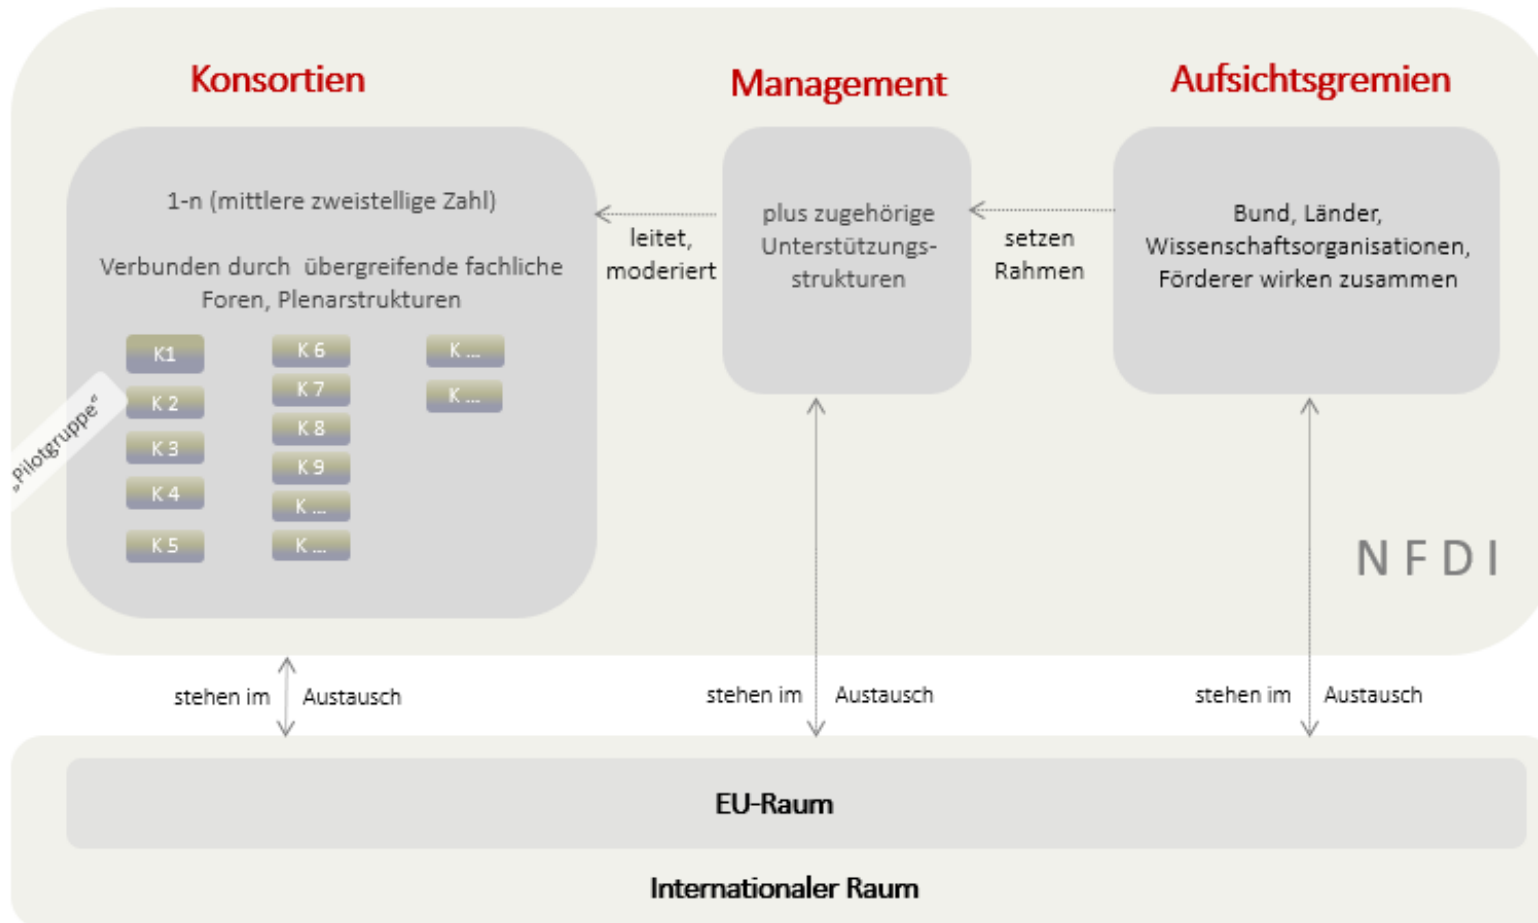 Konsortien
Management
Aufsichtsgremien
1-n (mittlere zweistellige Zahl)
Verbunden durch übergreifende fachliche
Foren, Plenarstrukturen
K1
K 2
K 3
K 4
K 5
K 6
K 7
K 8
K 9
K ...
K ...
K ...
K ...
„Pilotgruppe“
leitet,
moderiert
plus zugehörige
Unterstützungs-
strukturen
setzen
Rahmen
Bund, Länder,
Wissenschaftsorganisationen,
Förderer wirken zusammen
N F D I
stehen im Austausch
stehen im Austausch
stehen im Austausch
EU-Raum
Internationaler Raum